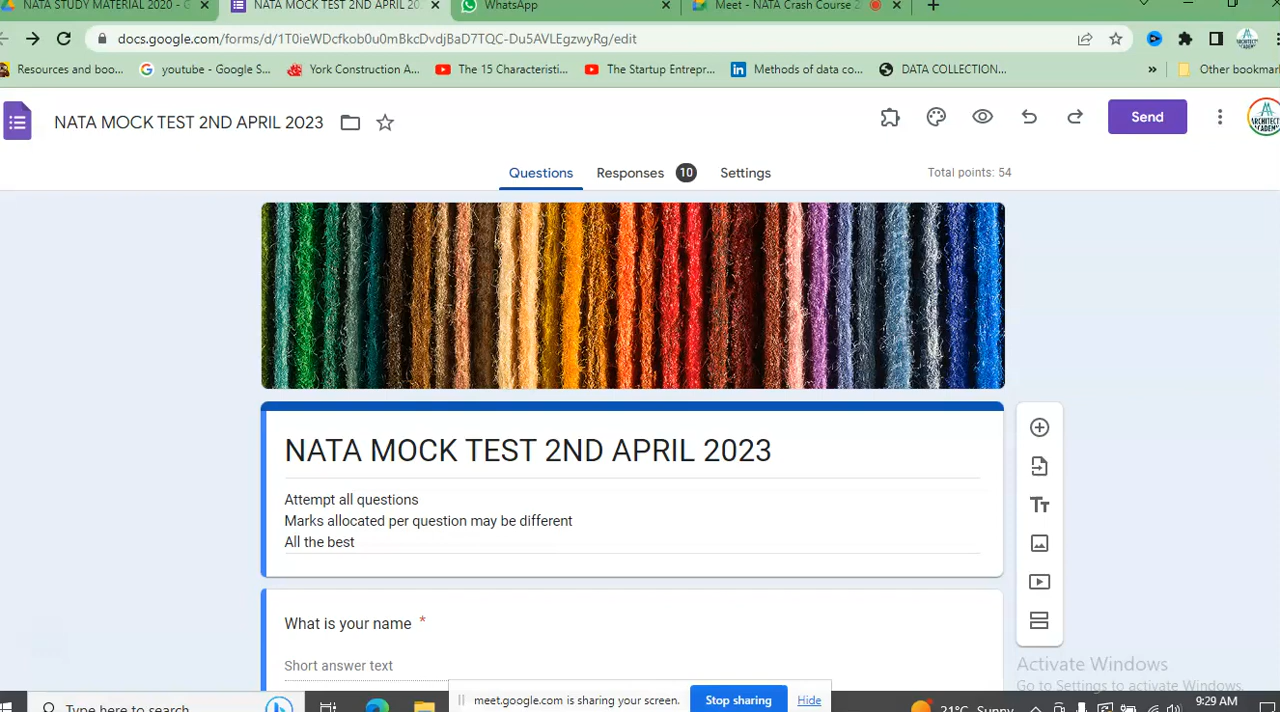 NATA STUDY MATERIAL 2020 - G
NATA MOCK TEST 2ND APRIL 20
WhatsApp
Meet - NATA Crash Course 2
docs.google.com/forms/d/1T0ieWDcfkob0u0mBkcDvdjBaD7TQC-Du5AVLEgzwyRg/edit
Resources and boo...
youtube - Google S...
York Construction A...
The 15 Characteristi...
The Startup Entrepr...
Methods of data co...
DATA COLLECTION...
Other bookmar
NATA MOCK TEST 2ND APRIL 2023
Send
ARCHITECTS
ACADEMY
Questions
Responses 10
Settings
Total points: 54
NATA MOCK TEST 2ND APRIL 2023
Attempt all questions
Marks allocated per question may be different
All the best
What is your name *
Short answer text
Activate Windows
Go to Settings to activate Windows.
meet.google.com is sharing your screen.
Stop sharing
Hide
Type here to search
21°C Sunny
9:29 AM